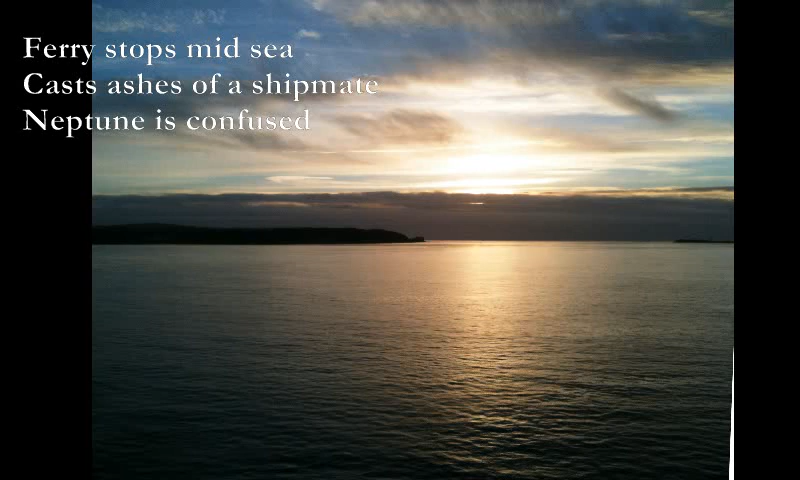 Ferry stops mid sea
Casts ashes of a shipmate
Neptune is confused